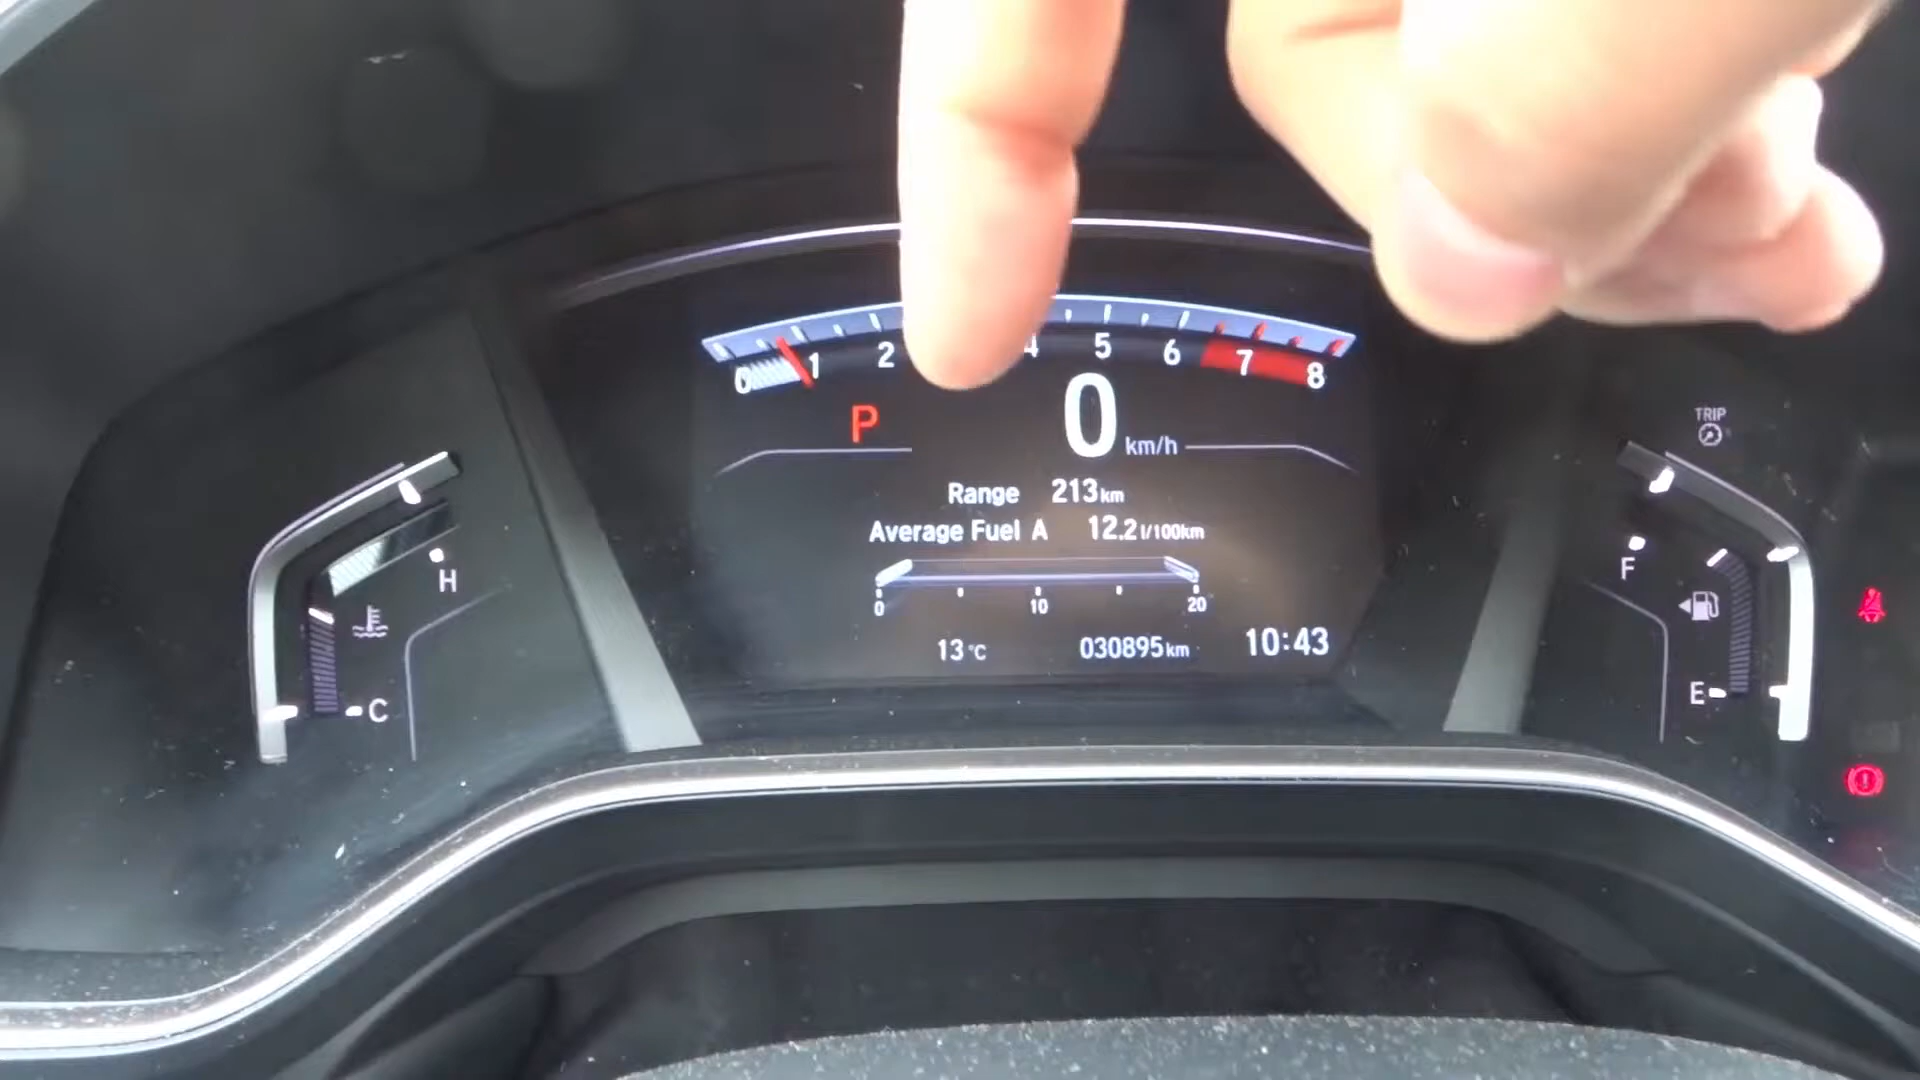 0 1 2 4 5 6 7 8
P 0 km/h
TRIP
Range 213 km
Average Fuel A 12.2 l/100km
H
F
0 10 20
13 °C 030895 km 10:43
C
E